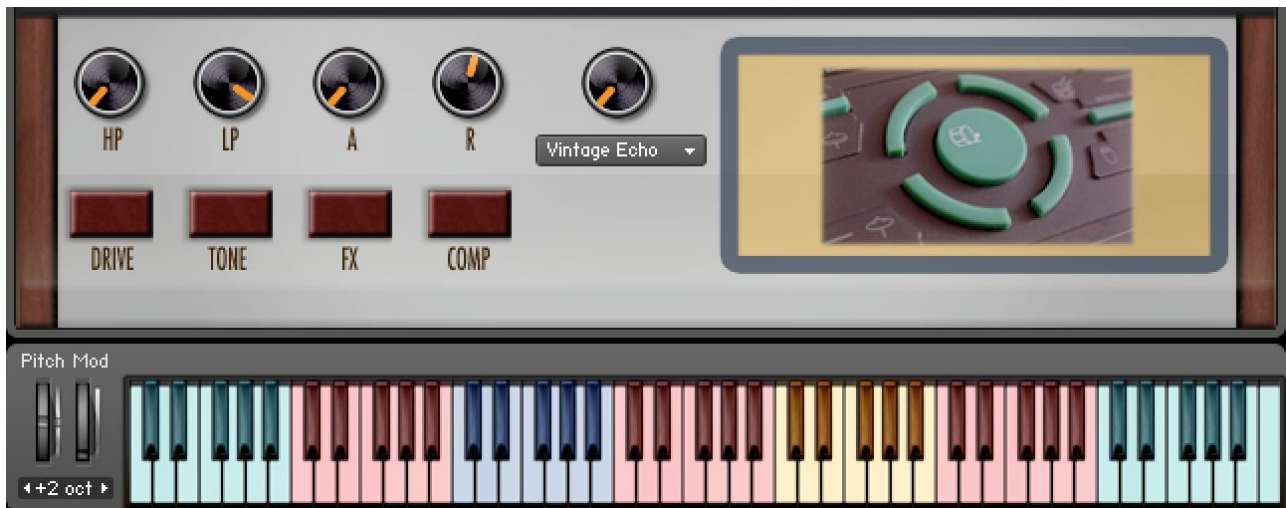 HP LP A R
Vintage Echo
DRIVE TONE FX COMP
Pitch Mod
+2 oct